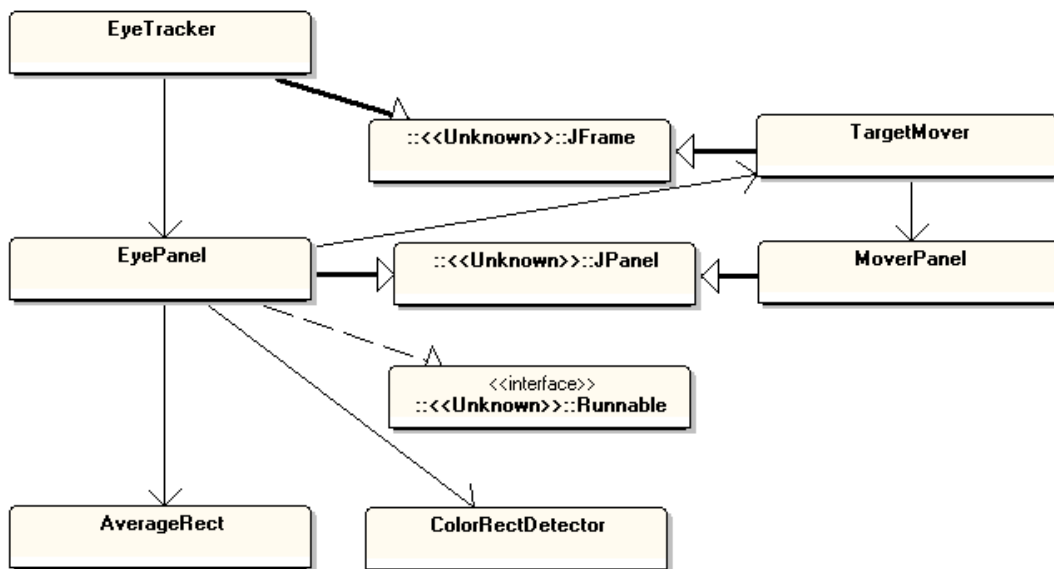 EyeTracker
::<<Unknown>>::JFrame
TargetMover
EyePanel
::<<Unknown>>::JPanel
MoverPanel
<<interface>>
::<<Unknown>>::Runnable
AverageRect
ColorRectDetector